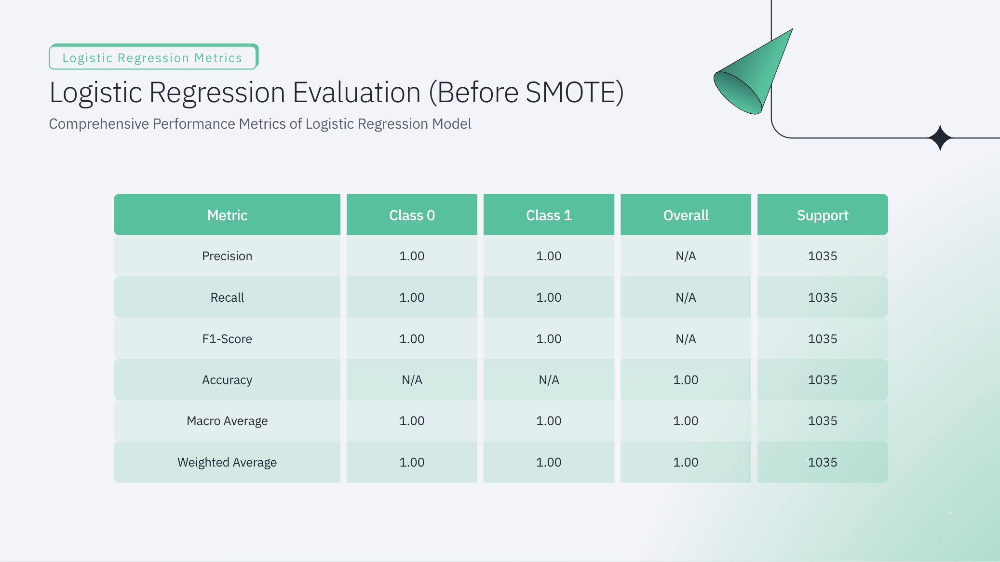 Logistic Regression Metrics
Logistic Regression Evaluation (Before SMOTE)
Comprehensive Performance Metrics of Logistic Regression Model
Metric Class 0 Class 1 Overall Support
Precision 1.00 1.00 N/A 1035
Recall 1.00 1.00 N/A 1035
F1-Score 1.00 1.00 N/A 1035
Accuracy N/A N/A 1.00 1035
Macro Average 1.00 1.00 1.00 1035
Weighted Average 1.00 1.00 1.00 1035